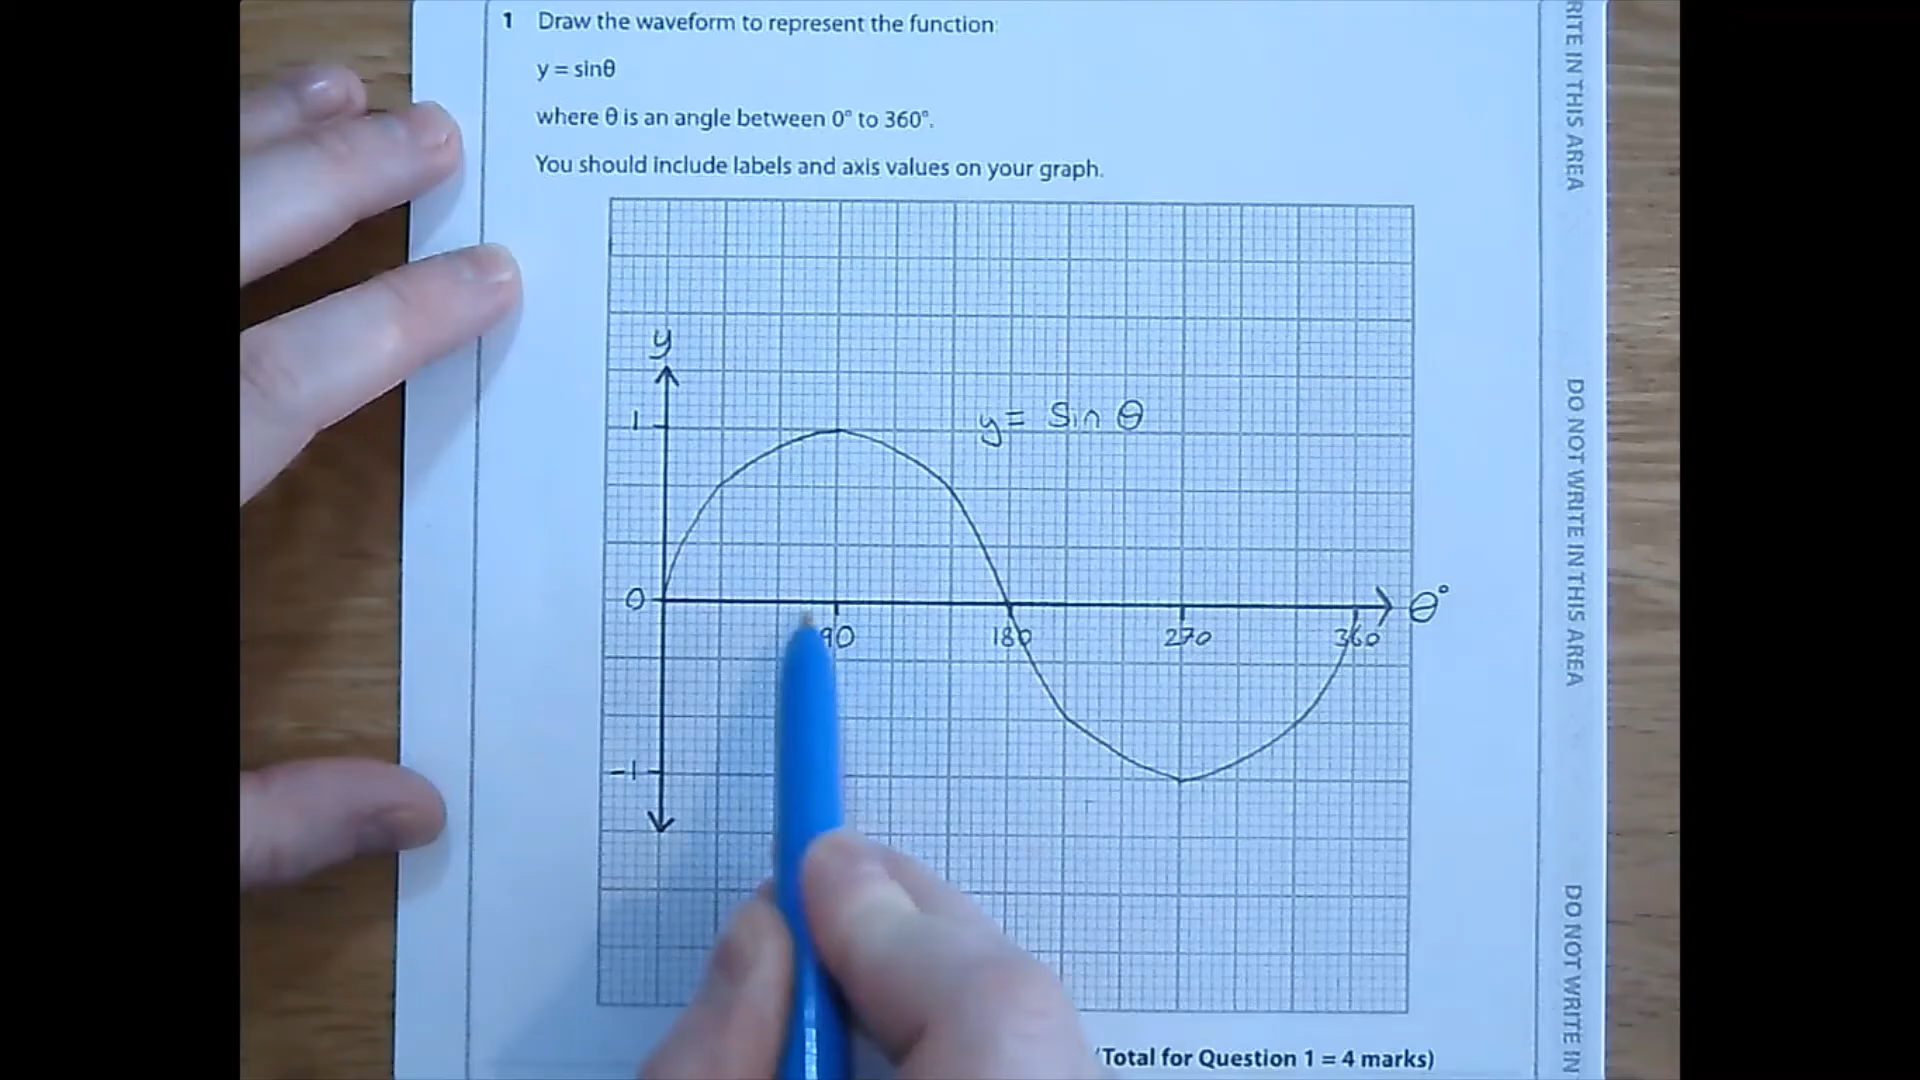 1 Draw the waveform to represent the function
y = sinθ
where θ is an angle between 0° to 360°.
You should include labels and axis values on your graph.
y
1
y = Sin θ
0
θ°
90
180
270
360
-1
(Total for Question 1 = 4 marks)
RITE IN THIS AREA
DO NOT WRITE IN THIS AREA
DO NOT WRITE IN